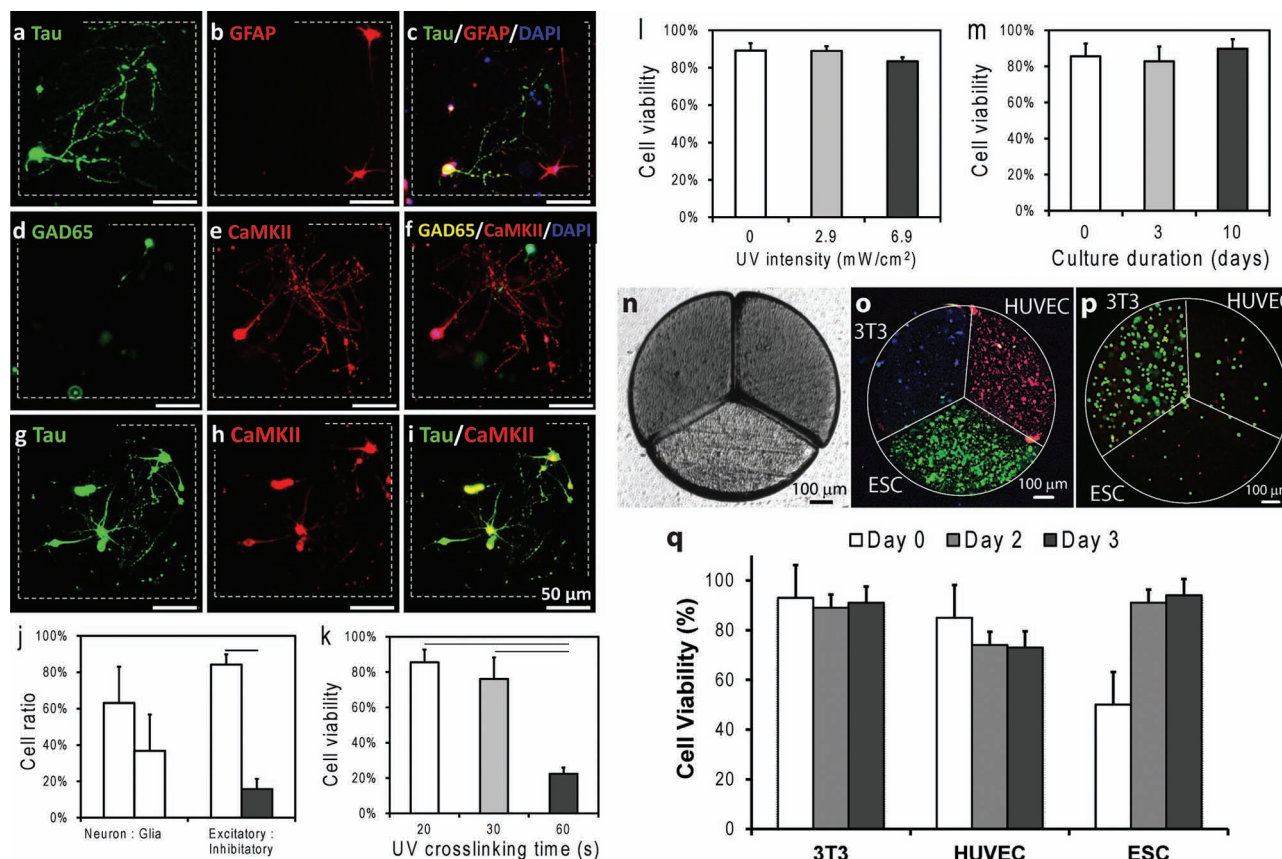 a Tau
b GFAP
c Tau/GFAP/DAPI
d GAD65
e CaMKII
f GAD65/CaMKII/DAPI
g Tau
h CaMKII
i Tau/CaMKII
50 µm
j
100%
80%
60%
40%
20%
0%
Cell ratio
Neuron : Glia
Excitatory :
Inhibitatory
k
100%
80%
60%
40%
20%
0%
Cell viability
20 30 60
UV crosslinking time (s)
l
100%
80%
60%
40%
20%
0%
Cell viability
0 2.9 6.9
UV intensity (mW/cm²)
m
100%
80%
60%
40%
20%
0%
Cell viability
0 3 10
Culture duration (days)
n
100 µm
o
HUVEC
3T3
ESC
100 µm
p
3T3
HUVEC
ESC
100 µm
q
Day 0 Day 2 Day 3
100
80
60
40
20
0
Cell Viability (%)
3T3 HUVEC ESC